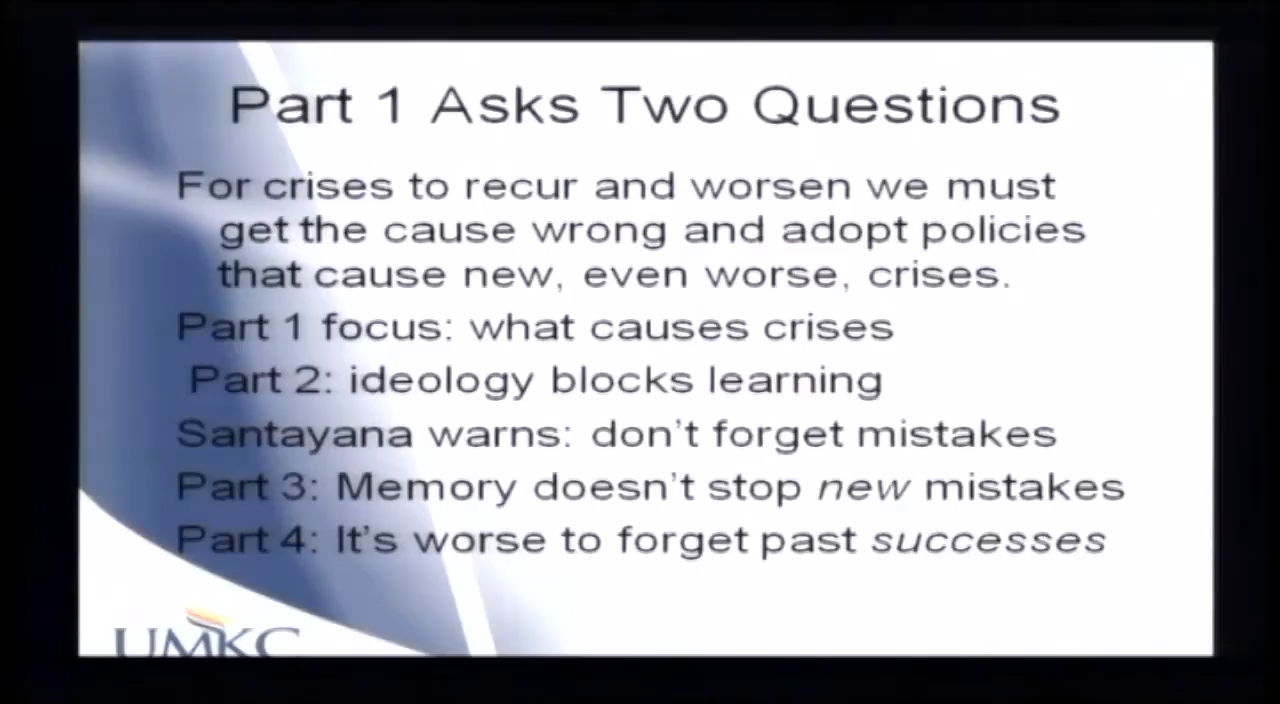 Part 1 Asks Two Questions
For crises to recur and worsen we must
get the cause wrong and adopt policies
that cause new, even worse, crises.
Part 1 focus: what causes crises
Part 2: ideology blocks learning
Santayana warns: don't forget mistakes
Part 3: Memory doesn't stop new mistakes
Part 4: It's worse to forget past successes
UMKC